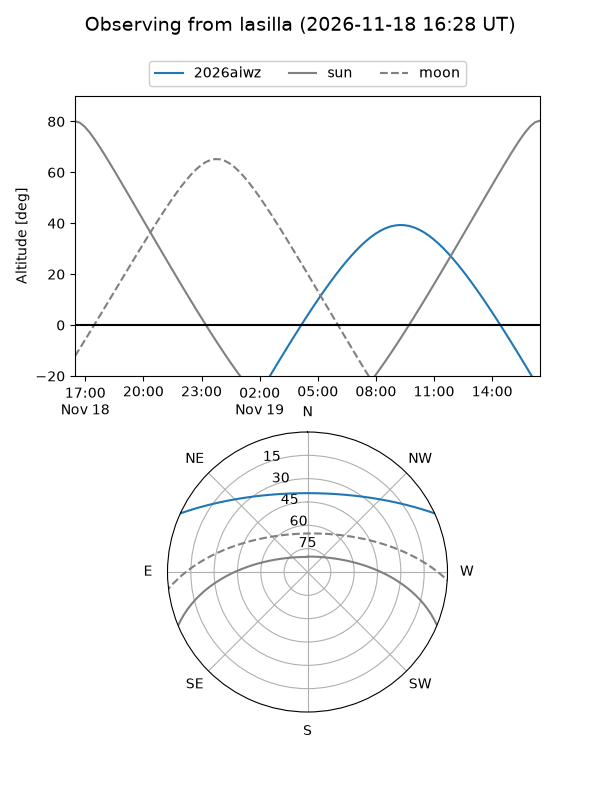 Observing from lasilla (2026-11-18 16:28 UT)
2026aiwz sun moon
Altitude [deg]
80
60
40
20
0
−20
17:00 20:00 23:00 02:00 05:00 08:00 11:00 14:00
Nov 18 Nov 19
N
NE NW
15
30
45
60
75
E W
SE SW
S